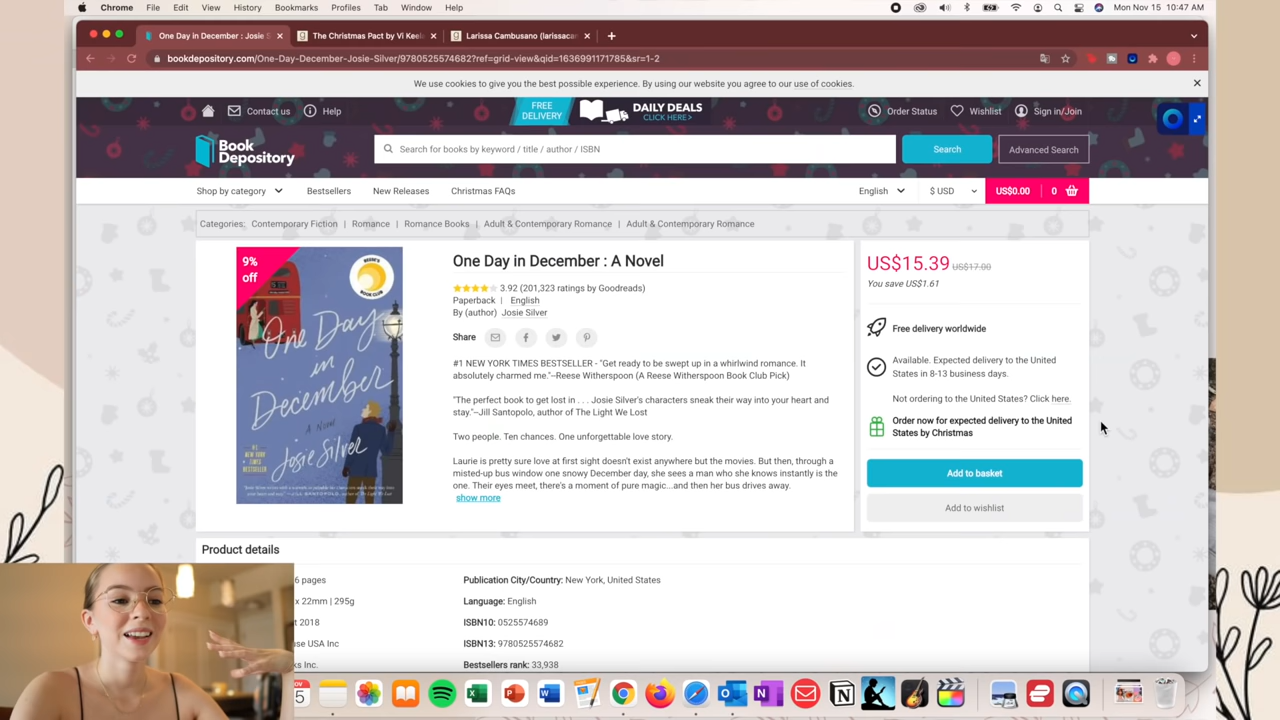 Chrome File Edit View History Bookmarks Profiles Tab Window Help Mon Nov 15 10:47 AM
One Day in December : Josie S The Christmas Pact by Vi Keel Larissa Cambusano (larissac
bookdepository.com/One-Day-December-Josie-Silver/9780525574682?ref=grid-view&qid=1636991171785&sr=1-2
We use cookies to give you the best possible experience. By using our website you agree to our use of cookies.
Contact us Help FREE DELIVERY DAILY DEALS CLICK HERE> Order Status Wishlist Sign in/Join
Book Depository Search for books by keyword / title / author / ISBN Search Advanced Search
Shop by category Bestsellers New Releases Christmas FAQs English $ USD US$0.00 0
Categories: Contemporary Fiction | Romance | Romance Books | Adult & Contemporary Romance | Adult & Contemporary Romance
9% off
One Day in December
A Novel
Josie Silver
#1 NEW YORK TIMES BESTSELLER
One Day in December : A Novel
3.92 (201,323 ratings by Goodreads)
Paperback | English
By (author) Josie Silver
Share
#1 NEW YORK TIMES BESTSELLER - "Get ready to be swept up in a whirlwind romance. It
absolutely charmed me."--Reese Witherspoon (A Reese Witherspoon Book Club Pick)
"The perfect book to get lost in . . . Josie Silver's characters sneak their way into your heart and
stay."--Jill Santopolo, author of The Light We Lost
Two people. Ten chances. One unforgettable love story.
Laurie is pretty sure love at first sight doesn't exist anywhere but the movies. But then, through a
misted-up bus window one snowy December day, she sees a man who she knows instantly is
the one. Their eyes meet, there's a moment of pure magic...and then her bus drives away.
show more
US$15.39 US$17.00
You save US$1.61
Free delivery worldwide
Available. Expected delivery to the United
States in 8-13 business days.
Not ordering to the United States? Click here.
Order now for expected delivery to the United
States by Christmas
Add to basket
Add to wishlist
Product details
6 pages Publication City/Country: New York, United States
x 22mm | 295g Language: English
t 2018 ISBN10: 0525574689
use USA Inc ISBN13: 9780525574682
ks Inc. Bestsellers rank: 33,938